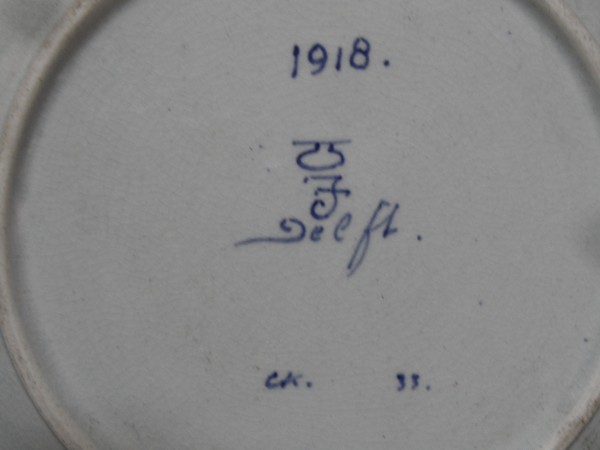 1918.
Delft.
CK. 33.